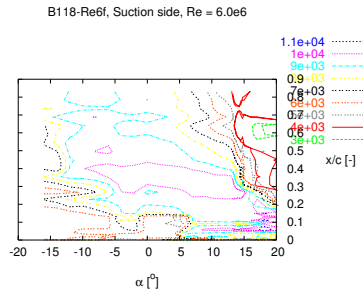 B118-Re6f, Suction side, Re = 6.0e6
1.1e+04
1e+04
9e+03
0.9
0.8
7e+03
0.7
6e+03
0.6
0.5
4e+03
3e+03
0.4
x/c [-]
0.3
0.2
0.1
0
-20 -15 -10 -5 0 5 10 15 20
α [°]